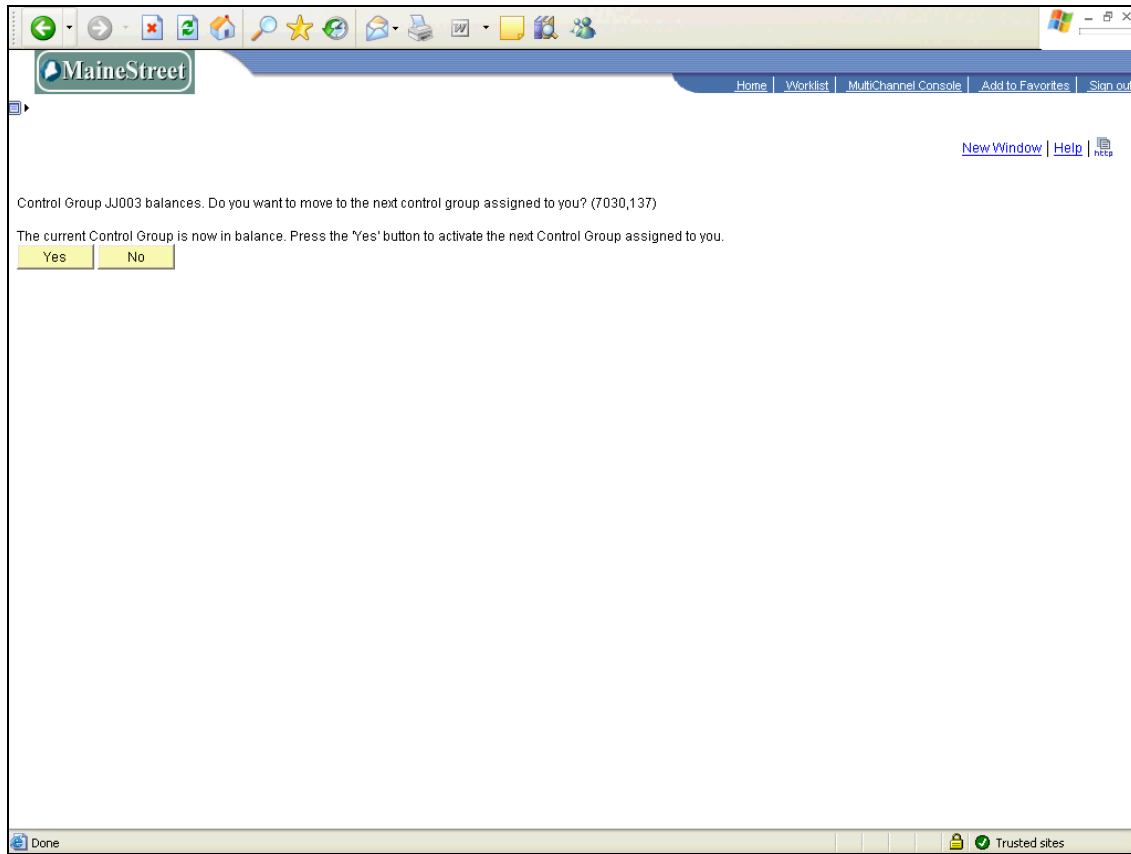 MaineStreet
Home Worklist MultiChannel Console Add to Favorites Sign out
New Window | Help | http
Control Group JJ003 balances. Do you want to move to the next control group assigned to you? (7030,137)
The current Control Group is now in balance. Press the 'Yes' button to activate the next Control Group assigned to you.
Yes No
Done Trusted sites